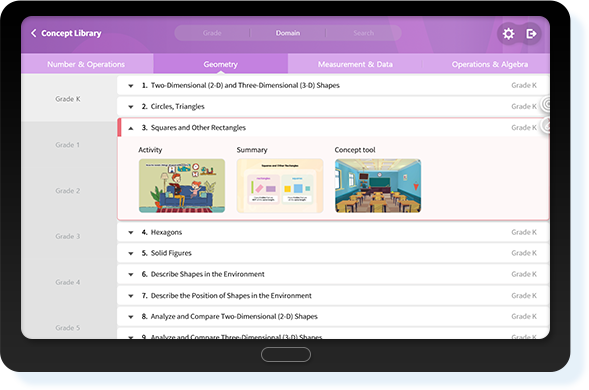 Concept Library
Grade
Domain
Search
Number & Operations
Geometry
Measurement & Data
Operations & Algebra
Grade K
Grade 1
Grade 2
Grade 3
Grade 4
Grade 5
1. Two-Dimensional (2-D) and Three-Dimensional (3-D) Shapes Grade K
2. Circles, Triangles Grade K
3. Squares and Other Rectangles Grade K
Activity
Summary
Concept tool
Squares and Other Rectangles
4. Hexagons Grade K
5. Solid Figures Grade K
6. Describe Shapes in the Environment Grade K
7. Describe the Position of Shapes in the Environment Grade K
8. Analyze and Compare Two-Dimensional (2-D) Shapes Grade K
9. Analyze and Compare Three-Dimensional (3-D) Shapes Grade K